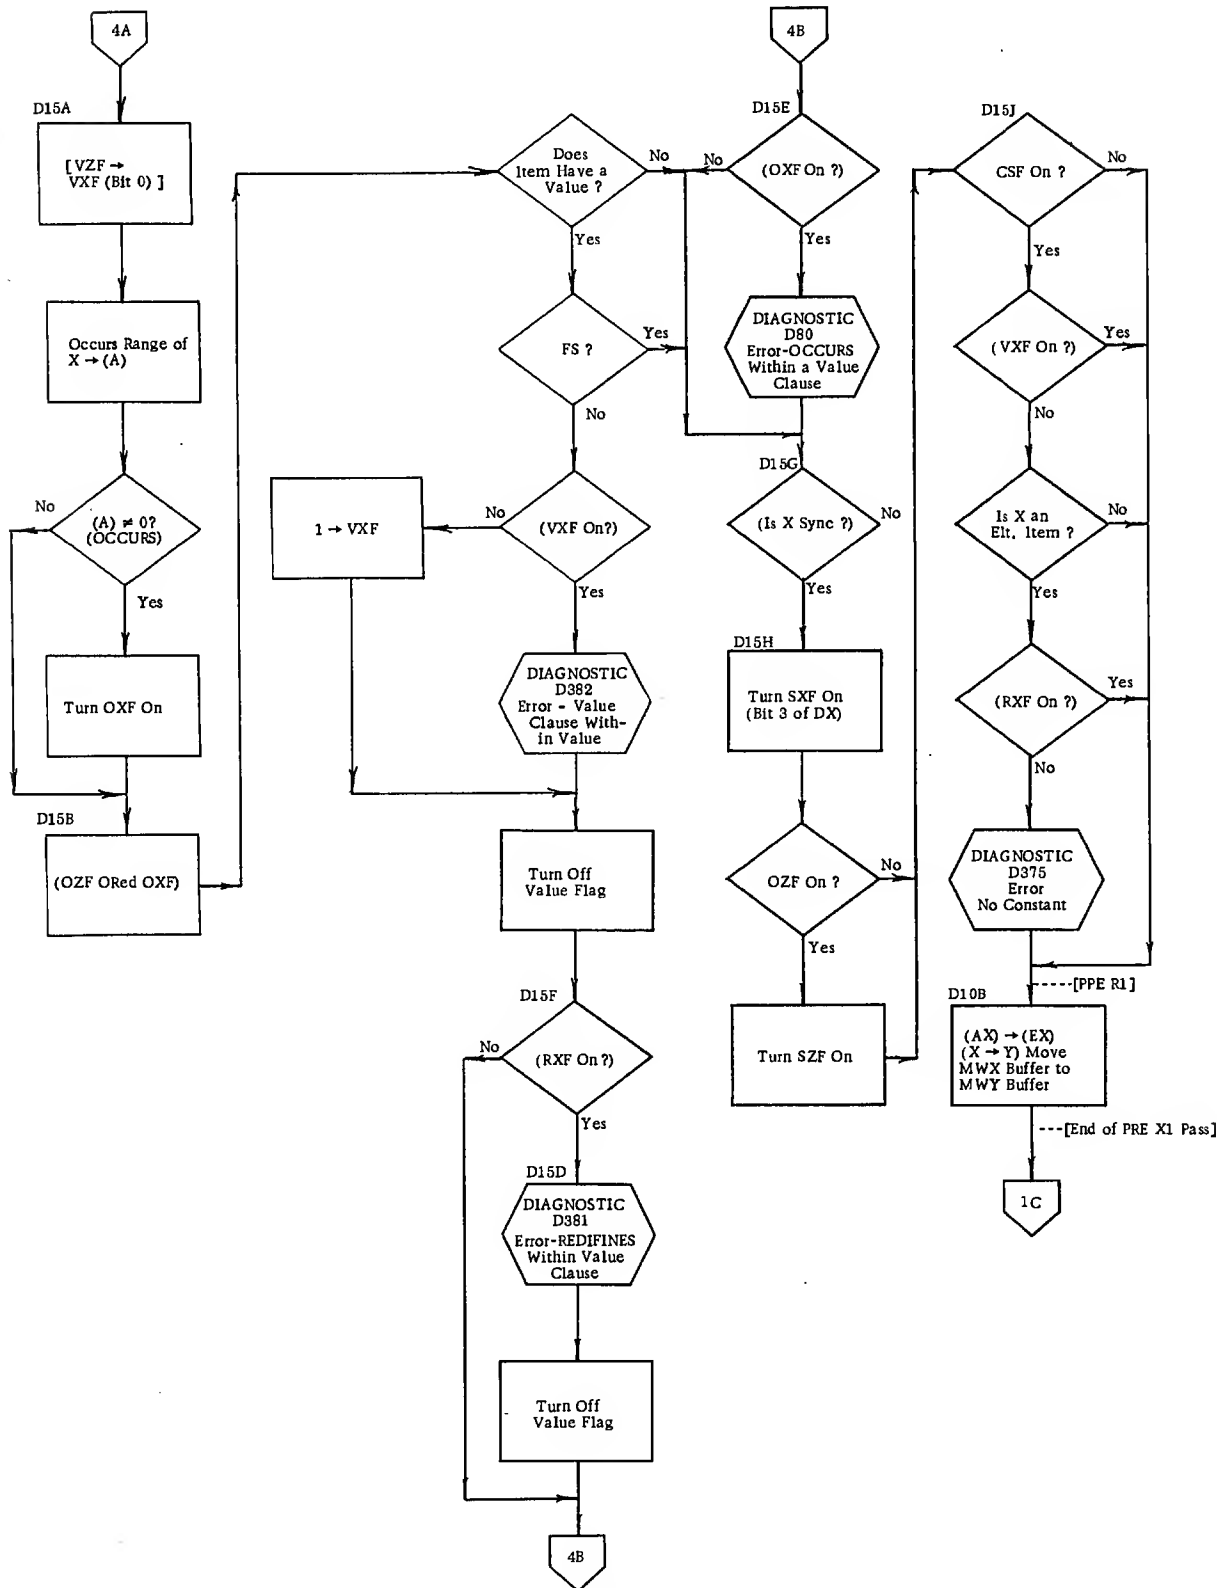 4A
D15A
[ VZF →
VXF (Bit 0) ]
Occurs Range of
X → (A)
No
(A) ≠ 0?
(OCCURS)
Yes
Turn OXF On
D15B
(OZF ORed OXF)
Does
Item Have a
Value ?
No
Yes
FS ?
Yes
No
1 → VXF
No
(VXF On?)
Yes
DIAGNOSTIC
D382
Error - Value
Clause With-
in Value
Turn Off
Value Flag
D15F
No
(RXF On ?)
Yes
D15D
DIAGNOSTIC
D381
Error-REDIFINES
Within Value
Clause
Turn Off
Value Flag
4B
4B
D15E
No
(OXF On ?)
Yes
DIAGNOSTIC
D80
Error-OCCURS
Within a Value
Clause
D15G
(Is X Sync ?)
No
Yes
D15H
Turn SXF On
(Bit 3 of DX)
OZF On ?
No
Yes
Turn SZF On
D15J
CSF On ?
No
Yes
(VXF On ?)
Yes
No
Is X an
Elt. Item ?
No
Yes
(RXF On ?)
Yes
No
DIAGNOSTIC
D375
Error
No Constant
----[PPE R1]
D10B
(AX) → (EX)
(X → Y) Move
MWX Buffer to
MWY Buffer
---[End of PRE X1 Pass]
1C